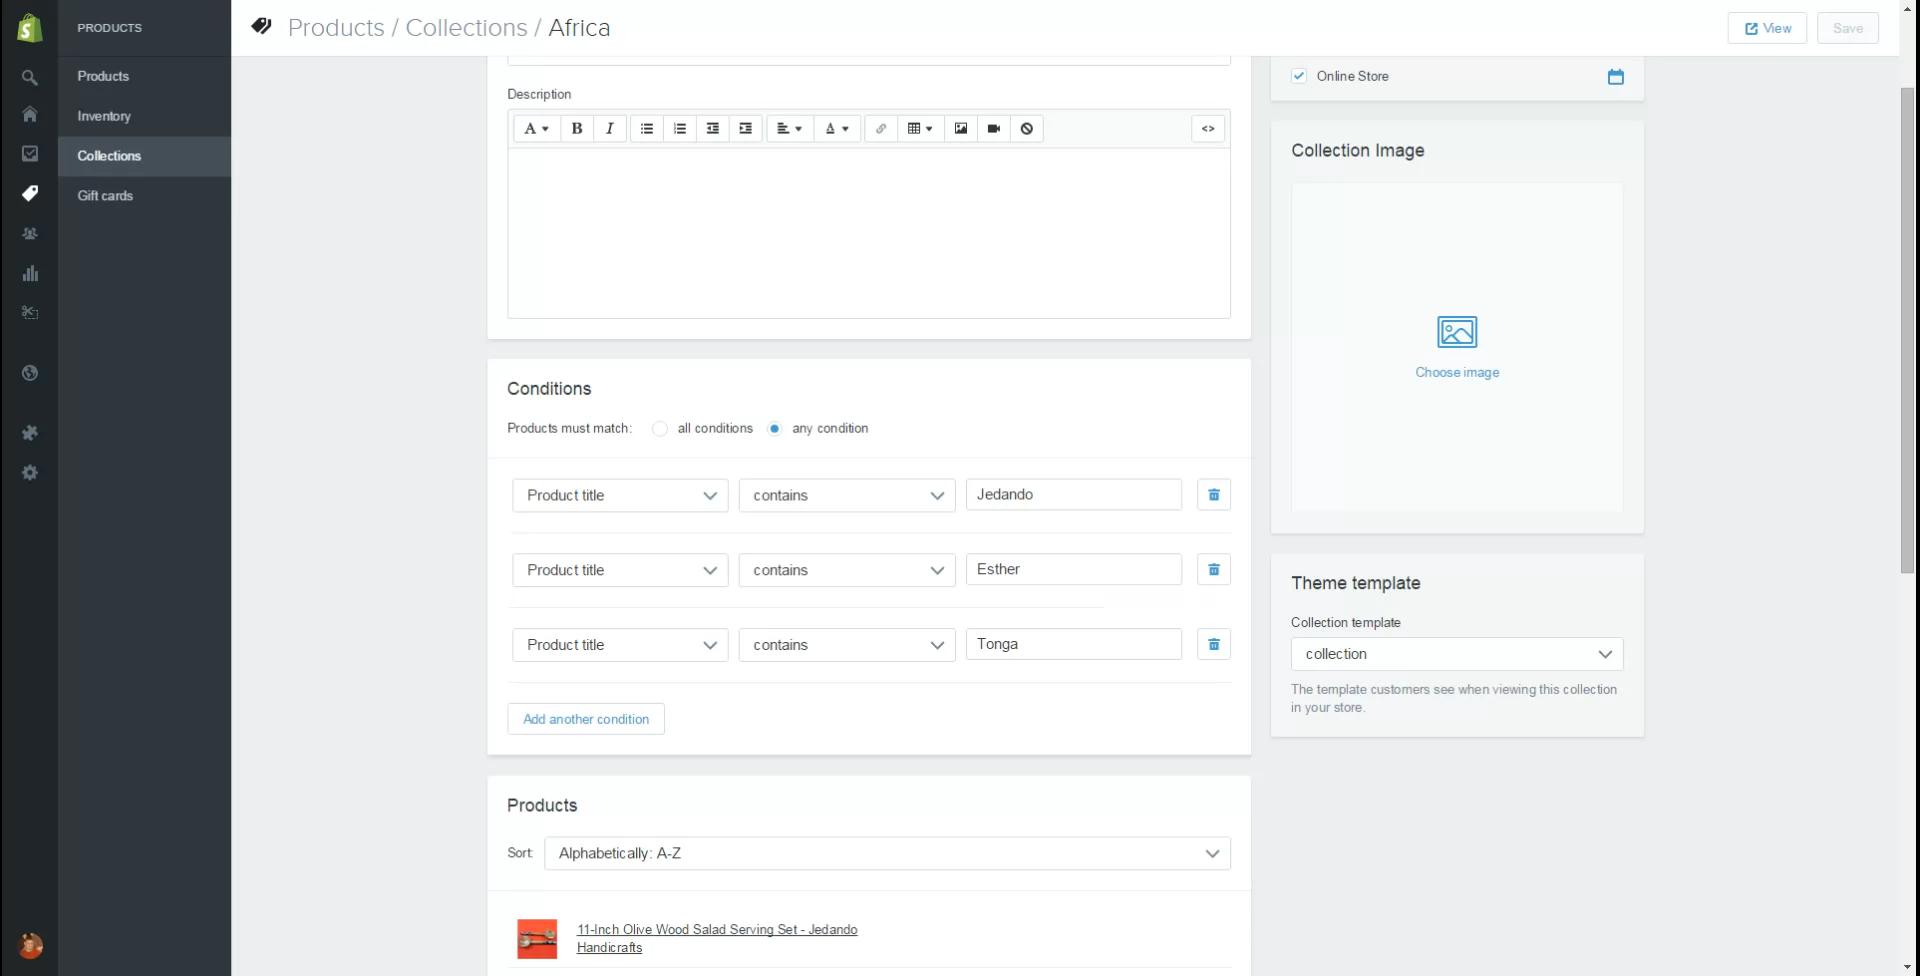 PRODUCTS
Products / Collections / Africa
View
Save
Products
Inventory
Collections
Gift cards
Online Store
Description
A
B
I
A
<>
Collection Image
Choose image
Conditions
Products must match:
all conditions
any condition
Product title
contains
Jedando
Product title
contains
Esther
Product title
contains
Tonga
Add another condition
Theme template
Collection template
collection
The template customers see when viewing this collection
in your store.
Products
Sort:
Alphabetically: A-Z
11-Inch Olive Wood Salad Serving Set - Jedando
Handicrafts